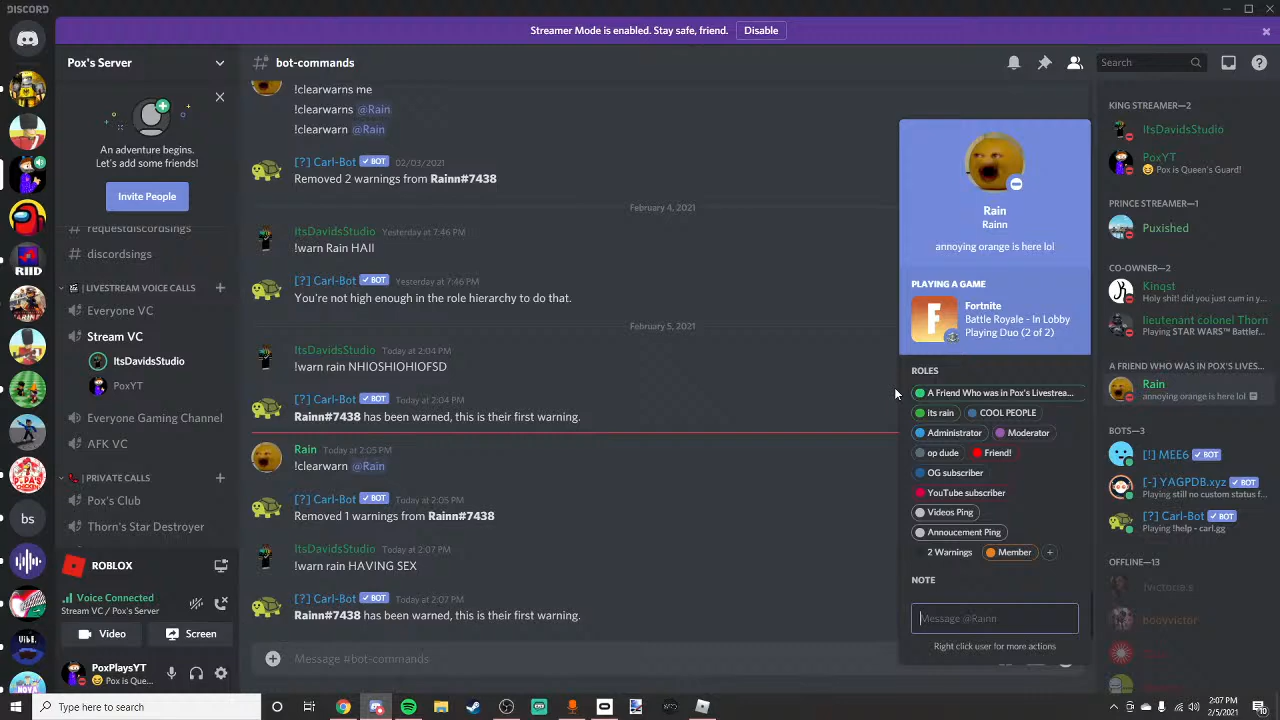 DISCORD
Streamer Mode is enabled. Stay safe, friend. Disable
Pox's Server
An adventure begins.
Let's add some friends!
Invite People
requestdiscordsings
discordsings
| LIVESTREAM VOICE CALLS
Everyone VC
Stream VC
ItsDavidsStudio
PoxYT
Everyone Gaming Channel
AFK VC
| PRIVATE CALLS
Pox's Club
Thorn's Star Destroyer
ROBLOX
Voice Connected
Stream VC / Pox's Server
Video Screen
PoxPlaysYT
Pox is Que...
RIID
bs
VIBE.
NOVA
bot-commands
Search
!clearwarns me
!clearwarns @Rain
!clearwarn @Rain
[?] Carl-Bot BOT 02/03/2021
Removed 2 warnings from Rainn#7438
February 4, 2021
ItsDavidsStudio Yesterday at 7:46 PM
!warn Rain HAII
[?] Carl-Bot BOT Yesterday at 7:46 PM
You're not high enough in the role hierarchy to do that.
February 5, 2021
ItsDavidsStudio Today at 2:04 PM
!warn rain NHIOSHIOHIOFSD
[?] Carl-Bot BOT Today at 2:04 PM
Rainn#7438 has been warned, this is their first warning.
Rain Today at 2:05 PM
!clearwarn @Rain
[?] Carl-Bot BOT Today at 2:05 PM
Removed 1 warnings from Rainn#7438
ItsDavidsStudio Today at 2:07 PM
!warn rain HAVING SEX
[?] Carl-Bot BOT Today at 2:07 PM
Rainn#7438 has been warned, this is their first warning.
Message #bot-commands
Rain
Rainn
annoying orange is here lol
PLAYING A GAME
Fortnite
Battle Royale - In Lobby
Playing Duo (2 of 2)
ROLES
A Friend Who was in Pox's Livestrea...
its rain COOL PEOPLE
Administrator Moderator
op dude Friend!
OG subscriber
YouTube subscriber
Videos Ping
Annoucement Ping
2 Warnings Member +
NOTE
Message @Rainn
Right click user for more actions
KING STREAMER—2
ItsDavidsStudio
PoxYT
Pox is Queen's Guard!
PRINCE STREAMER—1
Puxished
CO-OWNER—2
Kinqst
Holy shit! did you just cum in y...
lieutenant colonel Thorn
Playing STAR WARS™ Battlef...
A FRIEND WHO WAS IN POX'S LIVES...
Rain
annoying orange is here lol
BOTS—3
[!] MEE6 BOT
[-] YAGPDB.xyz BOT
Playing still no custom status f...
[?] Carl-Bot BOT
Playing !help - carl.gg
OFFLINE—13
booyvictor
Type here to search
2:07 PM
2/5/2021